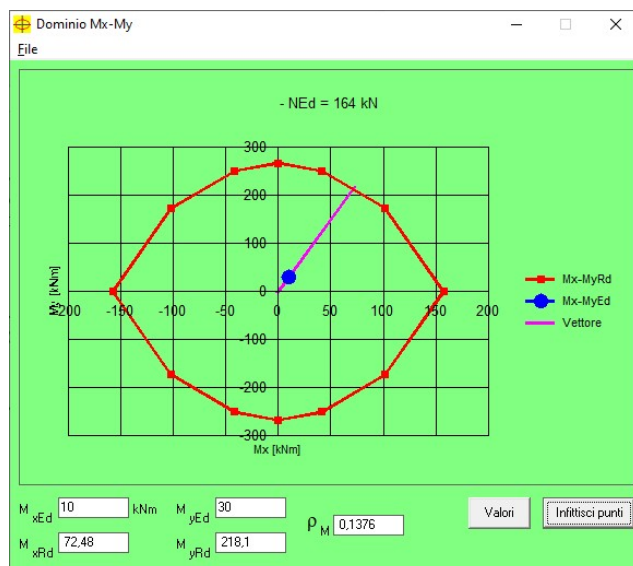 Dominio Mx-My
File
- NEd = 164 kN
300
200
100
0
-100
-200
-300
My [kNm]
-200 -150 -100 -50 0 50 100 150 200
Mx [kNm]
Mx-MyRd
Mx-MyEd
Vettore
M xEd 10 kNm M yEd 30
ρ M 0,1376
Valori Infittisci punti
M xRd 72,48 M yRd 218,1